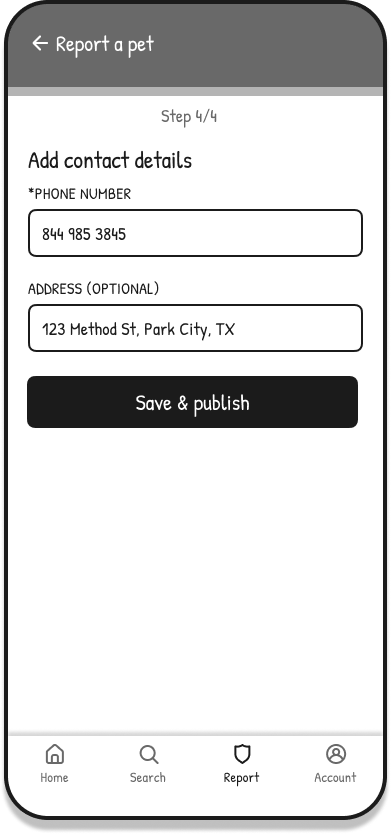 Report a pet
Step 4/4
Add contact details
*PHONE NUMBER
844 985 3845
ADDRESS (OPTIONAL)
123 Method St, Park City, TX
Save & publish
Home Search Report Account